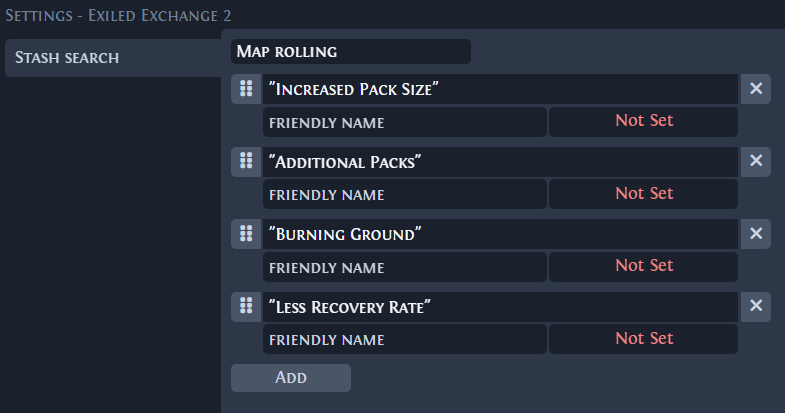 Settings - Exiled Exchange 2
Stash search
Map rolling
"Increased Pack Size"
friendly name
Not Set
"Additional Packs"
friendly name
Not Set
"Burning Ground"
friendly name
Not Set
"Less Recovery Rate"
friendly name
Not Set
Add